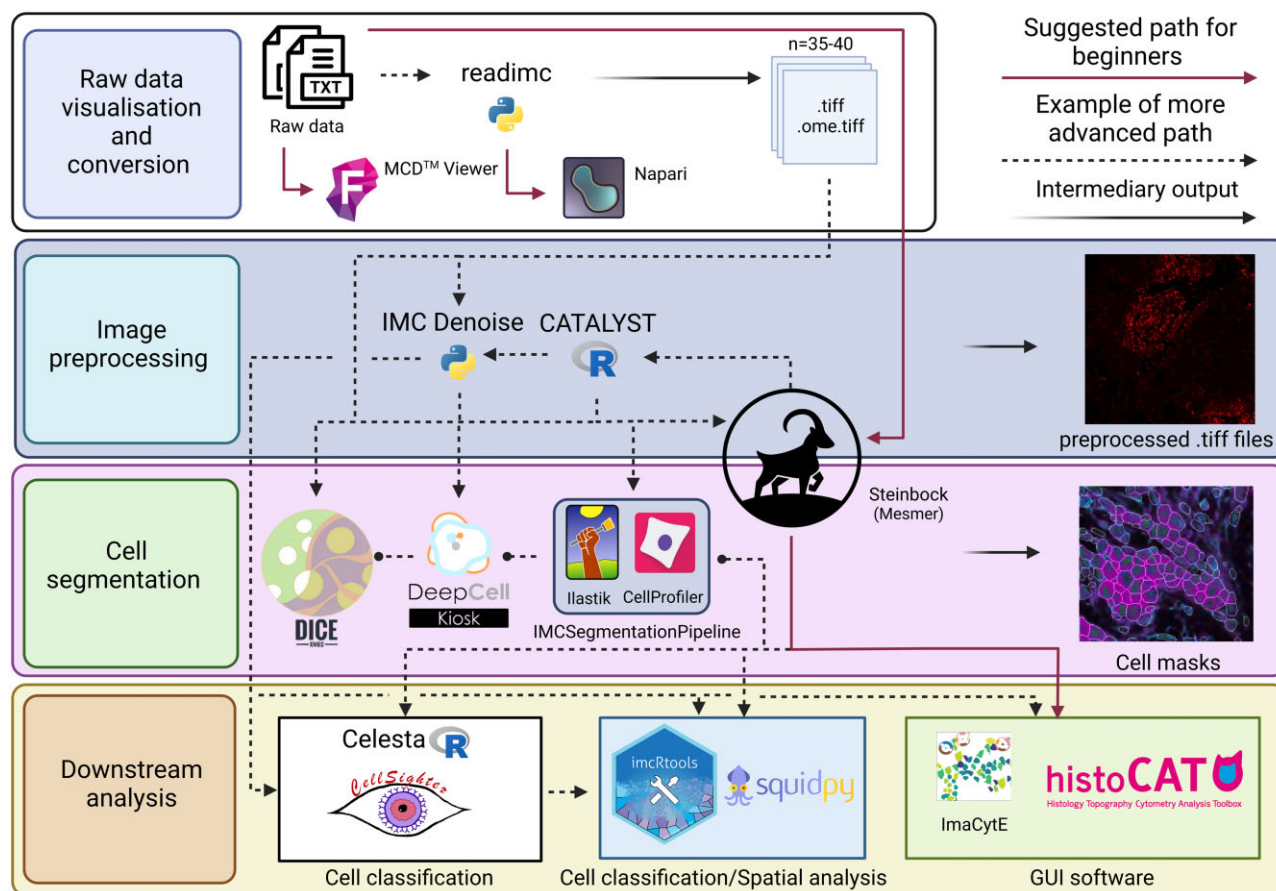 Raw data
visualisation
and
conversion
TXT
Raw data
readimc
F
MCD™ Viewer
Napari
n=35-40
.tiff
.ome.tiff
Suggested path for
beginners
Example of more
advanced path
Intermediary output
Image
preprocessing
IMC Denoise
CATALYST
R
preprocessed .tiff files
Cell
segmentation
DICE
DeepCell
Kiosk
Ilastik
CellProfiler
IMCSegmentationPipeline
Steinbock
(Mesmer)
Cell masks
Downstream
analysis
Celesta
R
CellSighter
Cell classification
imcRtools
squidpy
Cell classification/Spatial analysis
ImaCytE
histoCAT
Histology Topography Cytometry Analysis Toolbox
GUI software